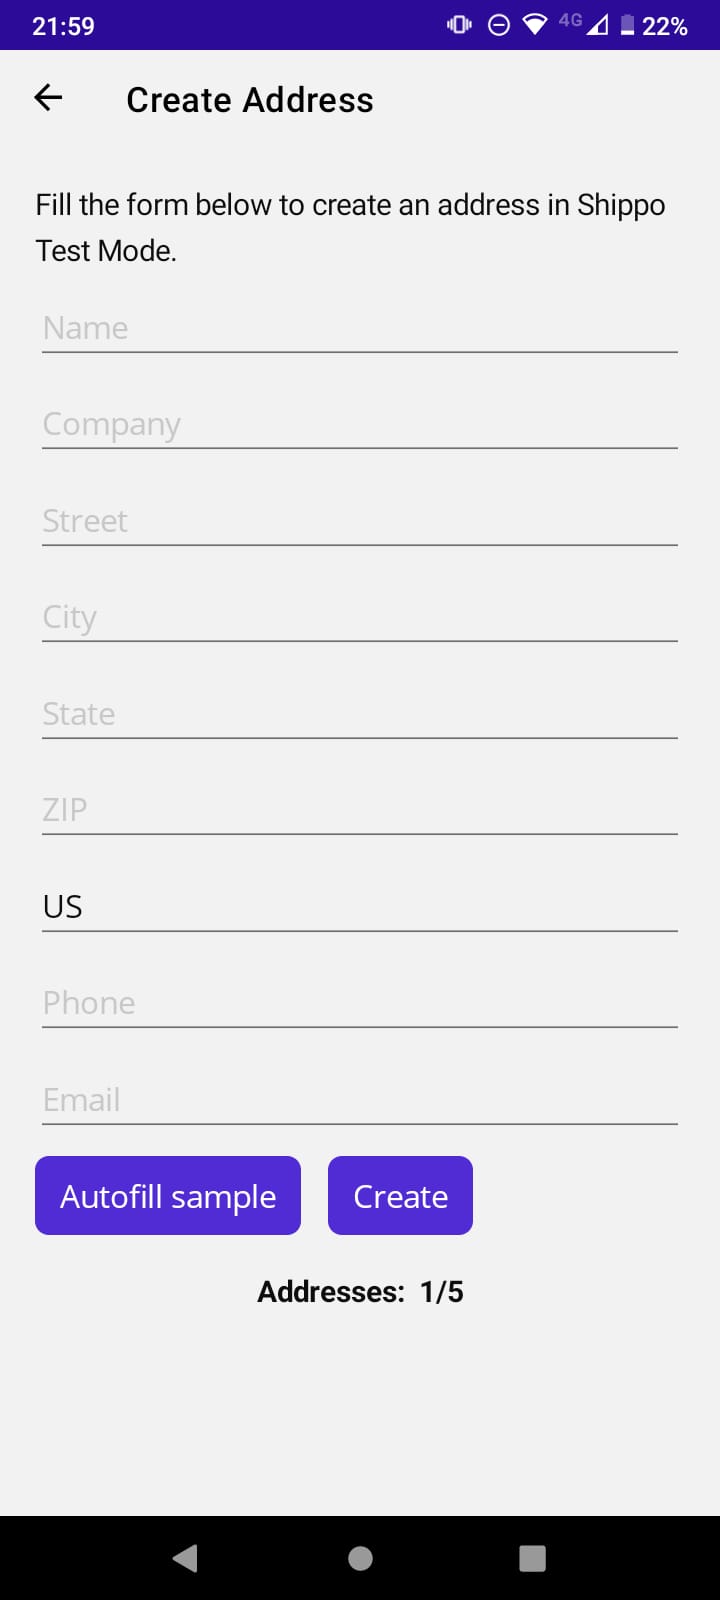 21:59
4G
22%
Create Address
Fill the form below to create an address in Shippo
Test Mode.
Name
Company
Street
City
State
ZIP
US
Phone
Email
Autofill sample
Create
Addresses: 1/5